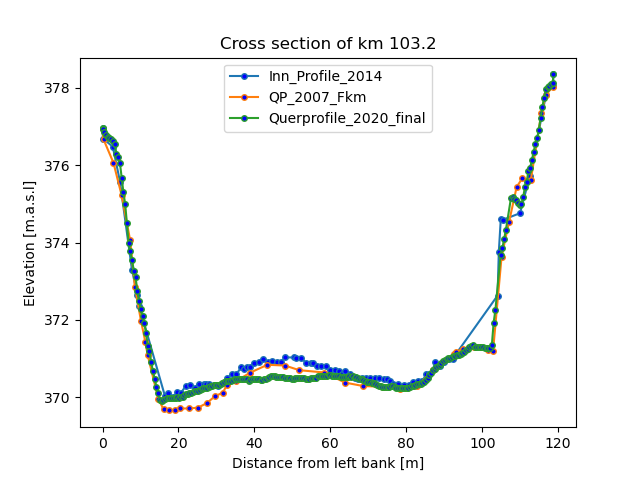 Cross section of km 103.2
Inn_Profile_2014
QP_2007_Fkm
Querprofile_2020_final
Elevation [m.a.s.l]
378
376
374
372
370
0
20
40
60
80
100
120
Distance from left bank [m]